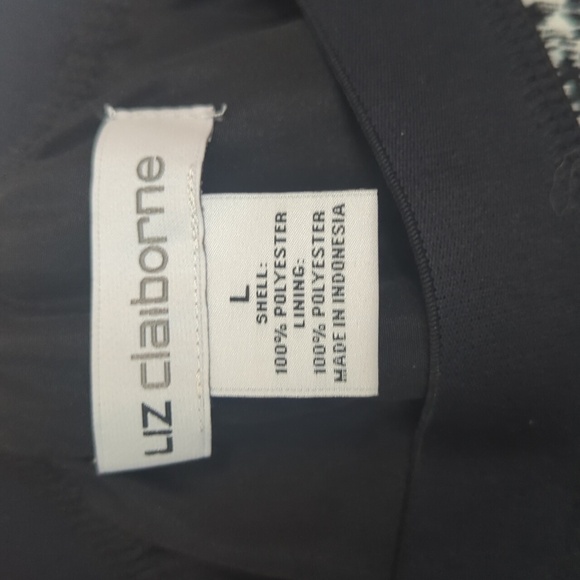 LIZ claiborne
L
SHELL:
100% POLYESTER
LINING:
100% POLYESTER
MADE IN INDONESIA